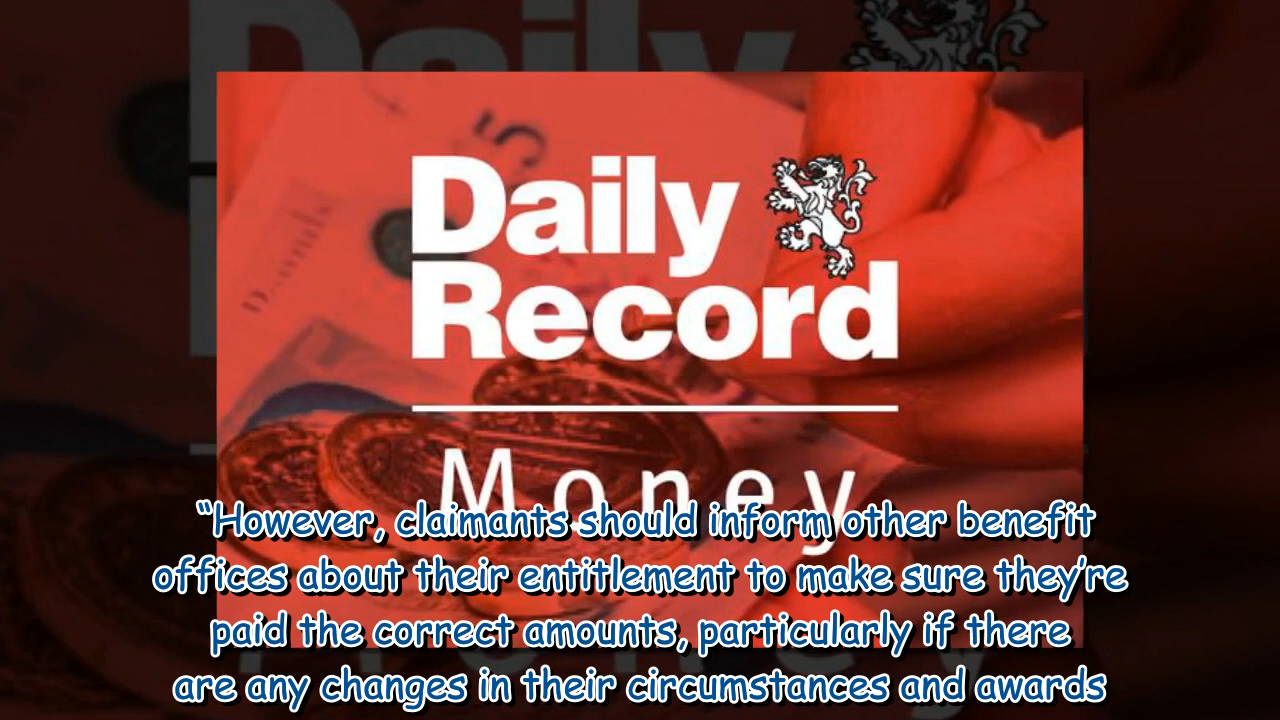 Daily
Record
Money
“However, claimants should inform other benefit
offices about their entitlement to make sure they’re
paid the correct amounts, particularly if there
are any changes in their circumstances and awards